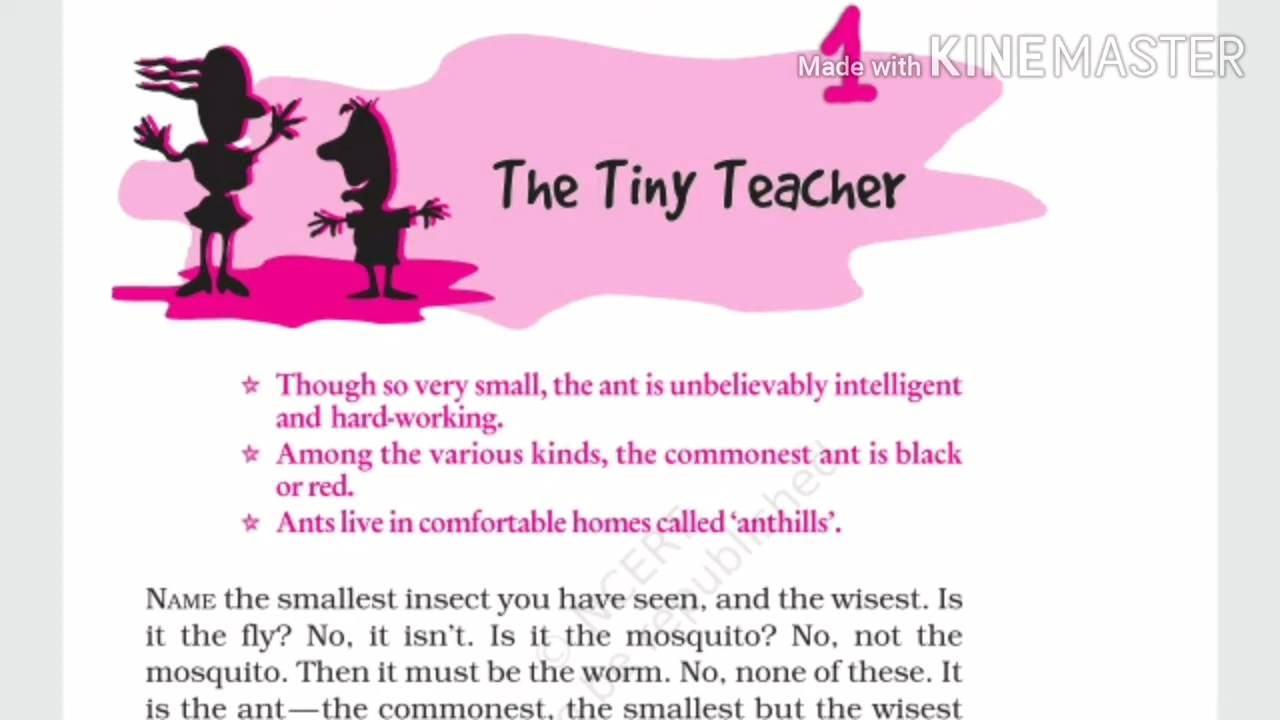 1
Made with KINEMASTER
The Tiny Teacher
☆ Though so very small, the ant is unbelievably intelligent
and hard-working.
☆ Among the various kinds, the commonest ant is black
or red.
☆ Ants live in comfortable homes called ‘anthills’.
NAME the smallest insect you have seen, and the wisest. Is
it the fly? No, it isn’t. Is it the mosquito? No, not the
mosquito. Then it must be the worm. No, none of these. It
is the ant—the commonest, the smallest but the wisest
© NCERT
be republished